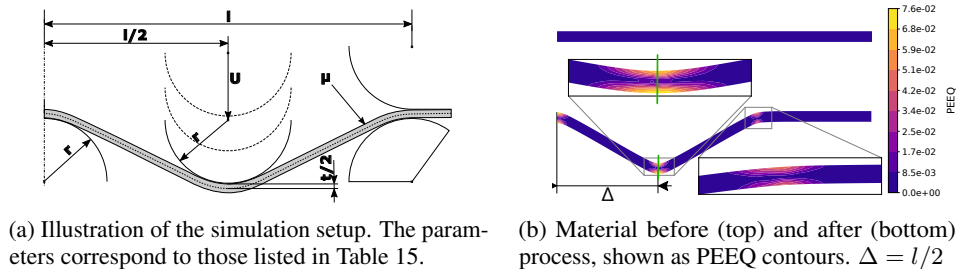 l
l/2
U
μ
r
r
t/2
7.6e-02
6.8e-02
5.9e-02
5.1e-02
4.2e-02
3.4e-02
2.5e-02
1.7e-02
8.5e-03
0.0e+00
PEEQ
Δ
(a) Illustration of the simulation setup. The param-
eters correspond to those listed in Table 15.
(b) Material before (top) and after (bottom)
process, shown as PEEQ contours. Δ = l/2